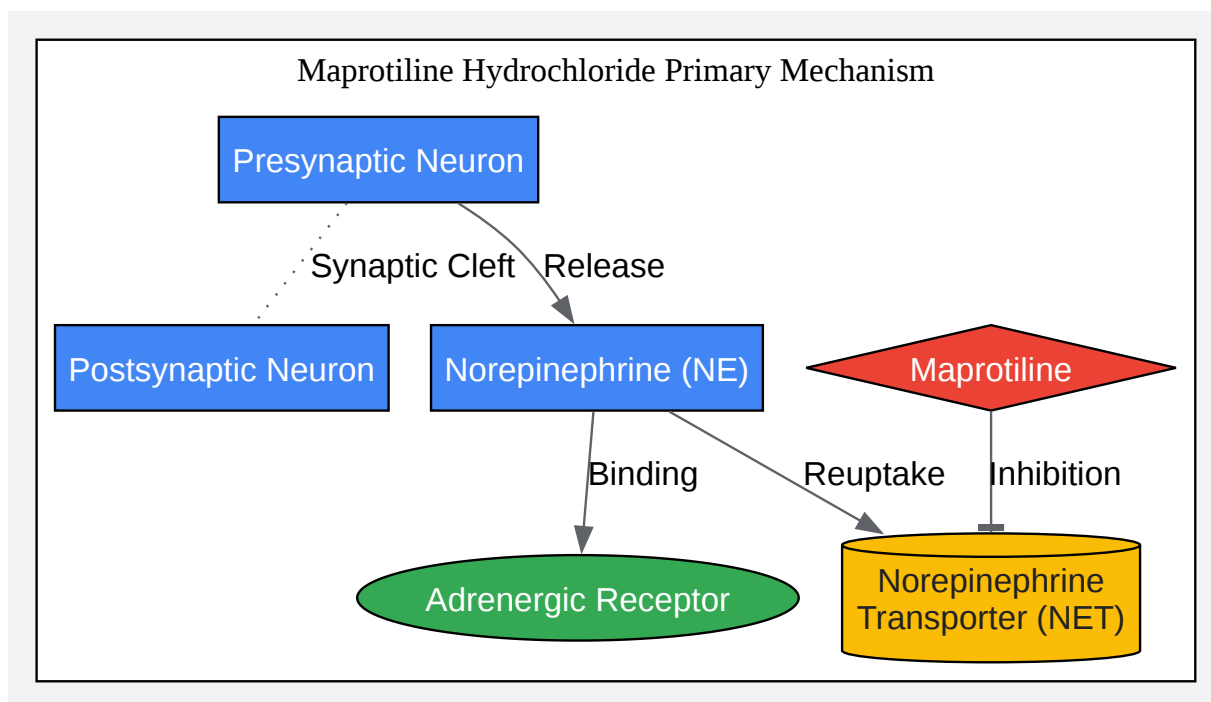 Maprotiline Hydrochloride Primary Mechanism
Presynaptic Neuron
Synaptic Cleft
Release
Postsynaptic Neuron
Norepinephrine (NE)
Maprotiline
Binding
Reuptake
Inhibition
Adrenergic Receptor
Norepinephrine
Transporter (NET)